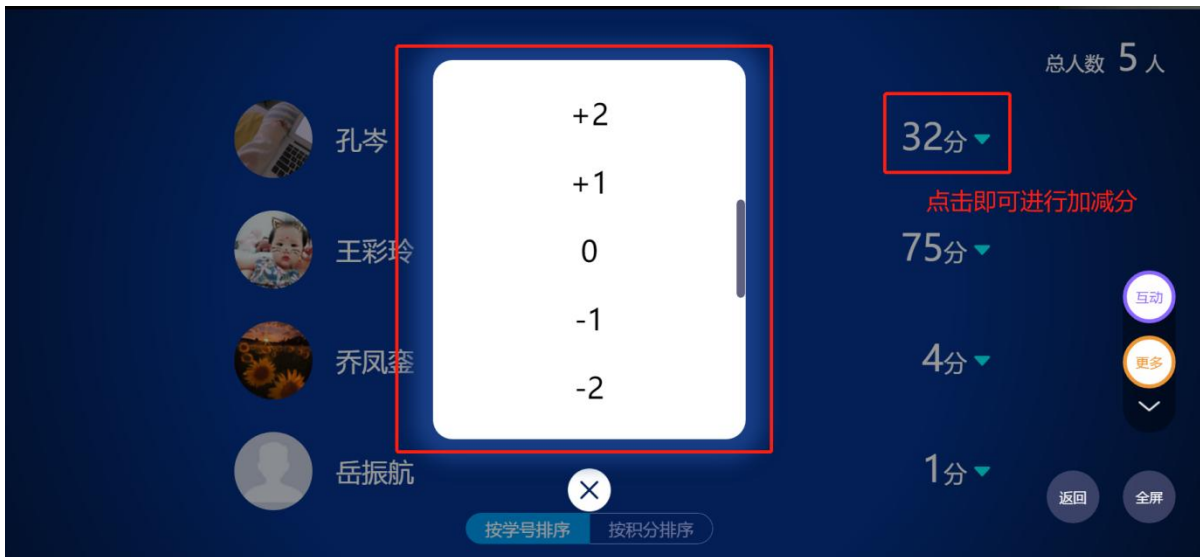 总人数 5 人
+2
孔岑
32分
+1
点击即可进行加减分
王彩玲
0
75分
互动
-1
乔凤銮
4分
更多
-2
岳振航
1分
返回
全屏
按学号排序 按积分排序